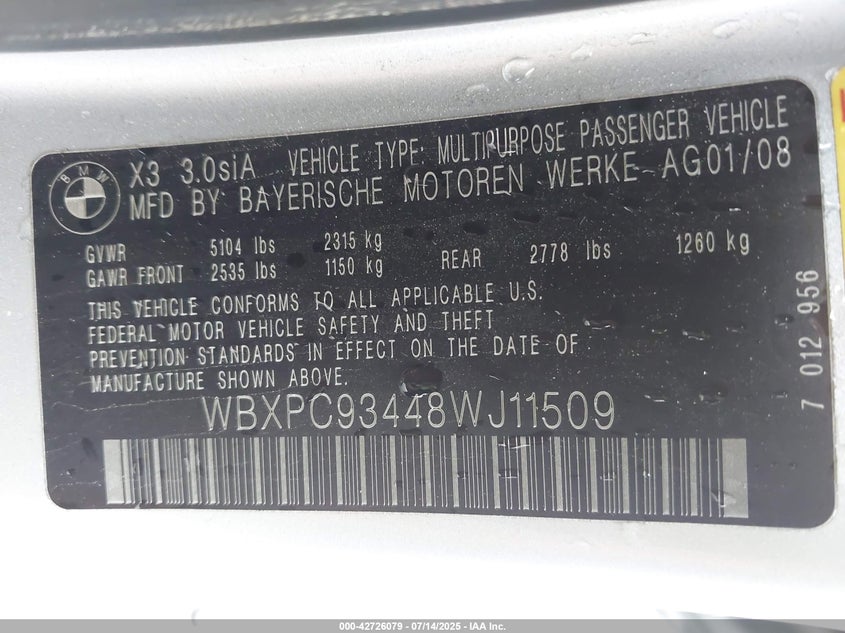 BMW
X3 3.0siA VEHICLE TYPE: MULTIPURPOSE PASSENGER VEHICLE
MFD BY BAYERISCHE MOTOREN WERKE AG01/08
GVWR 5104 lbs 2315 kg
GAWR FRONT 2535 lbs 1150 kg REAR 2778 lbs 1260 kg
THIS VEHICLE CONFORMS TO ALL APPLICABLE U.S.
FEDERAL MOTOR VEHICLE SAFETY AND THEFT
PREVENTION STANDARDS IN EFFECT ON THE DATE OF
MANUFACTURE SHOWN ABOVE.
WBXPC93448WJ11509
7 012 956
000-42726079 / 07/14/2025 - IAA Inc.